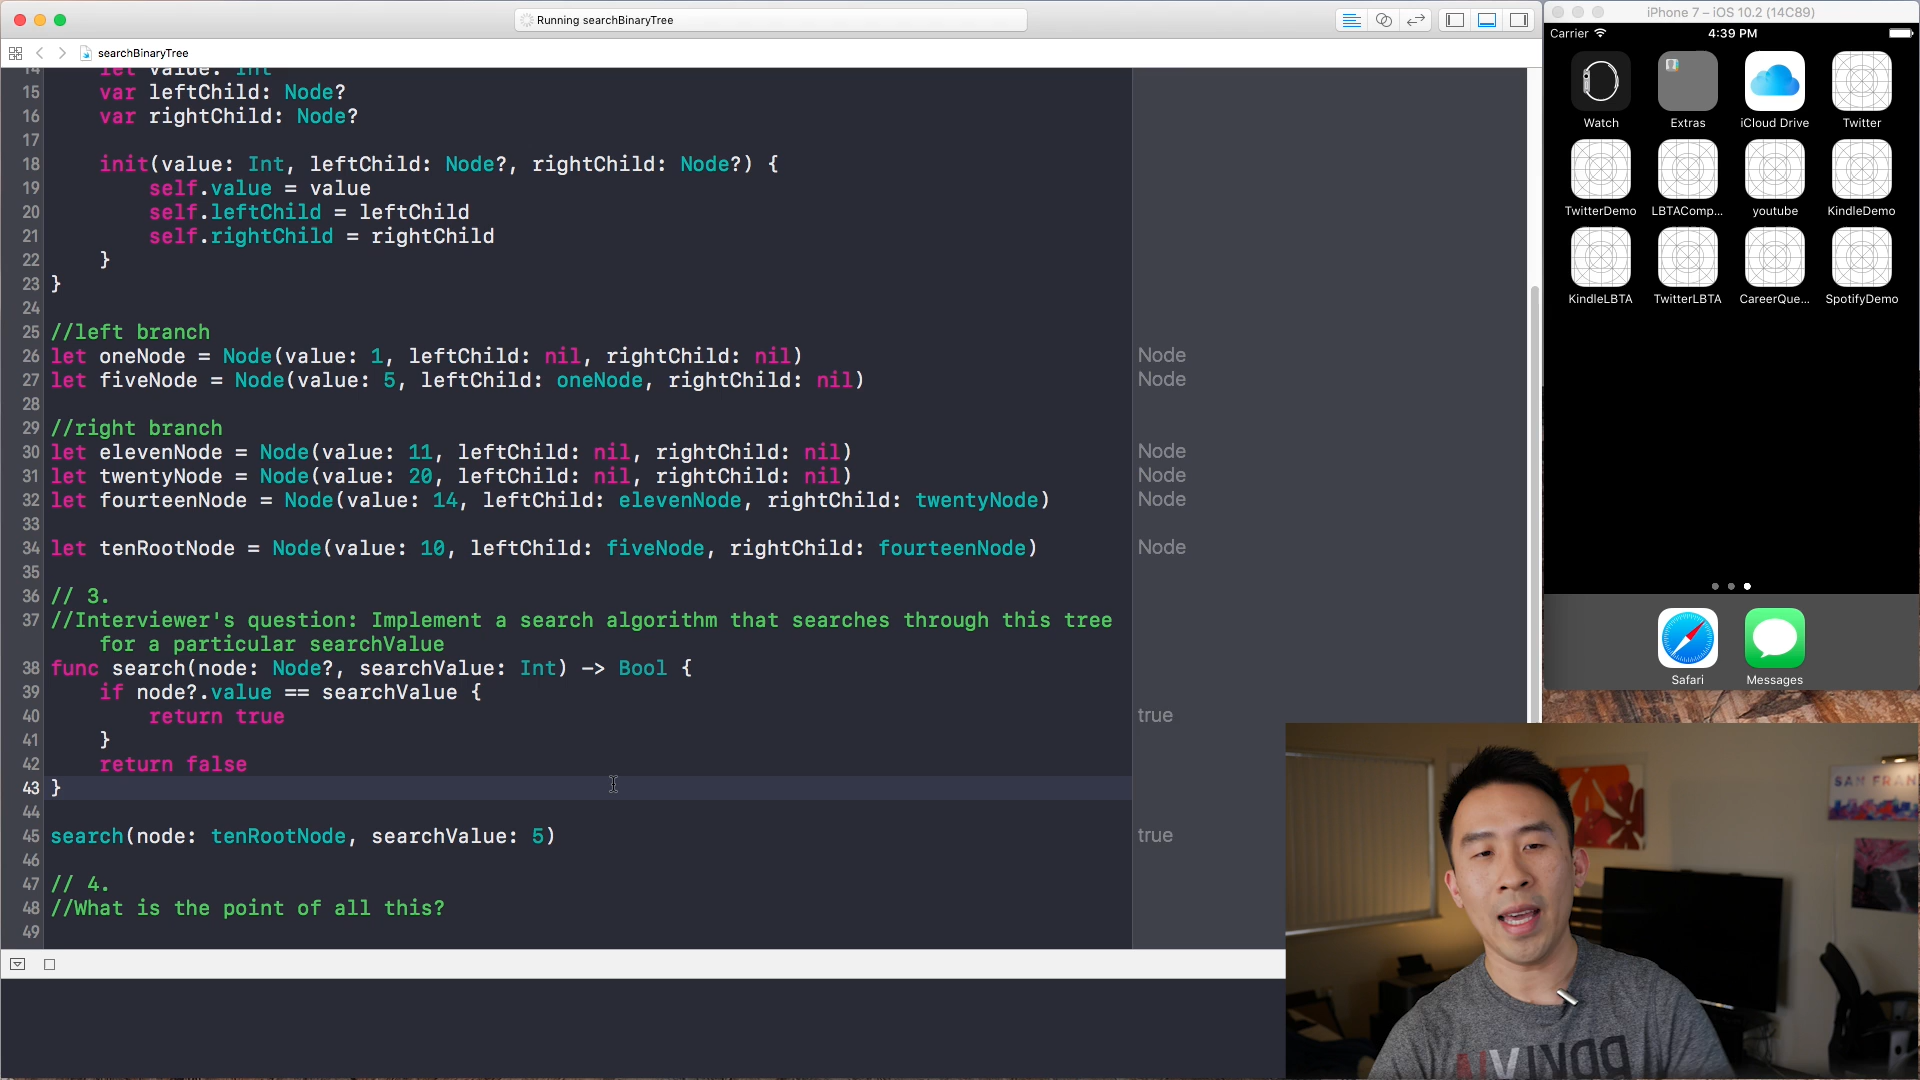 Running searchBinaryTree
searchBinaryTree
14 let value: Int
15 var leftChild: Node?
16 var rightChild: Node?
17
18 init(value: Int, leftChild: Node?, rightChild: Node?) {
19 self.value = value
20 self.leftChild = leftChild
21 self.rightChild = rightChild
22 }
23 }
24
25 //left branch
26 let oneNode = Node(value: 1, leftChild: nil, rightChild: nil) Node
27 let fiveNode = Node(value: 5, leftChild: oneNode, rightChild: nil) Node
28
29 //right branch
30 let elevenNode = Node(value: 11, leftChild: nil, rightChild: nil) Node
31 let twentyNode = Node(value: 20, leftChild: nil, rightChild: nil) Node
32 let fourteenNode = Node(value: 14, leftChild: elevenNode, rightChild: twentyNode) Node
33
34 let tenRootNode = Node(value: 10, leftChild: fiveNode, rightChild: fourteenNode) Node
35
36 // 3.
37 //Interviewer's question: Implement a search algorithm that searches through this tree
for a particular searchValue
38 func search(node: Node?, searchValue: Int) -> Bool {
39 if node?.value == searchValue {
40 return true true
41 }
42 return false
43 }
44
45 search(node: tenRootNode, searchValue: 5) true
46
47 // 4.
48 //What is the point of all this?
49
iPhone 7 – iOS 10.2 (14C89)
Carrier 4:39 PM
Watch Extras iCloud Drive Twitter
TwitterDemo LBTAComp... youtube KindleDemo
KindleLBTA TwitterLBTA CareerQue... SpotifyDemo
Safari Messages
SAN FRAN